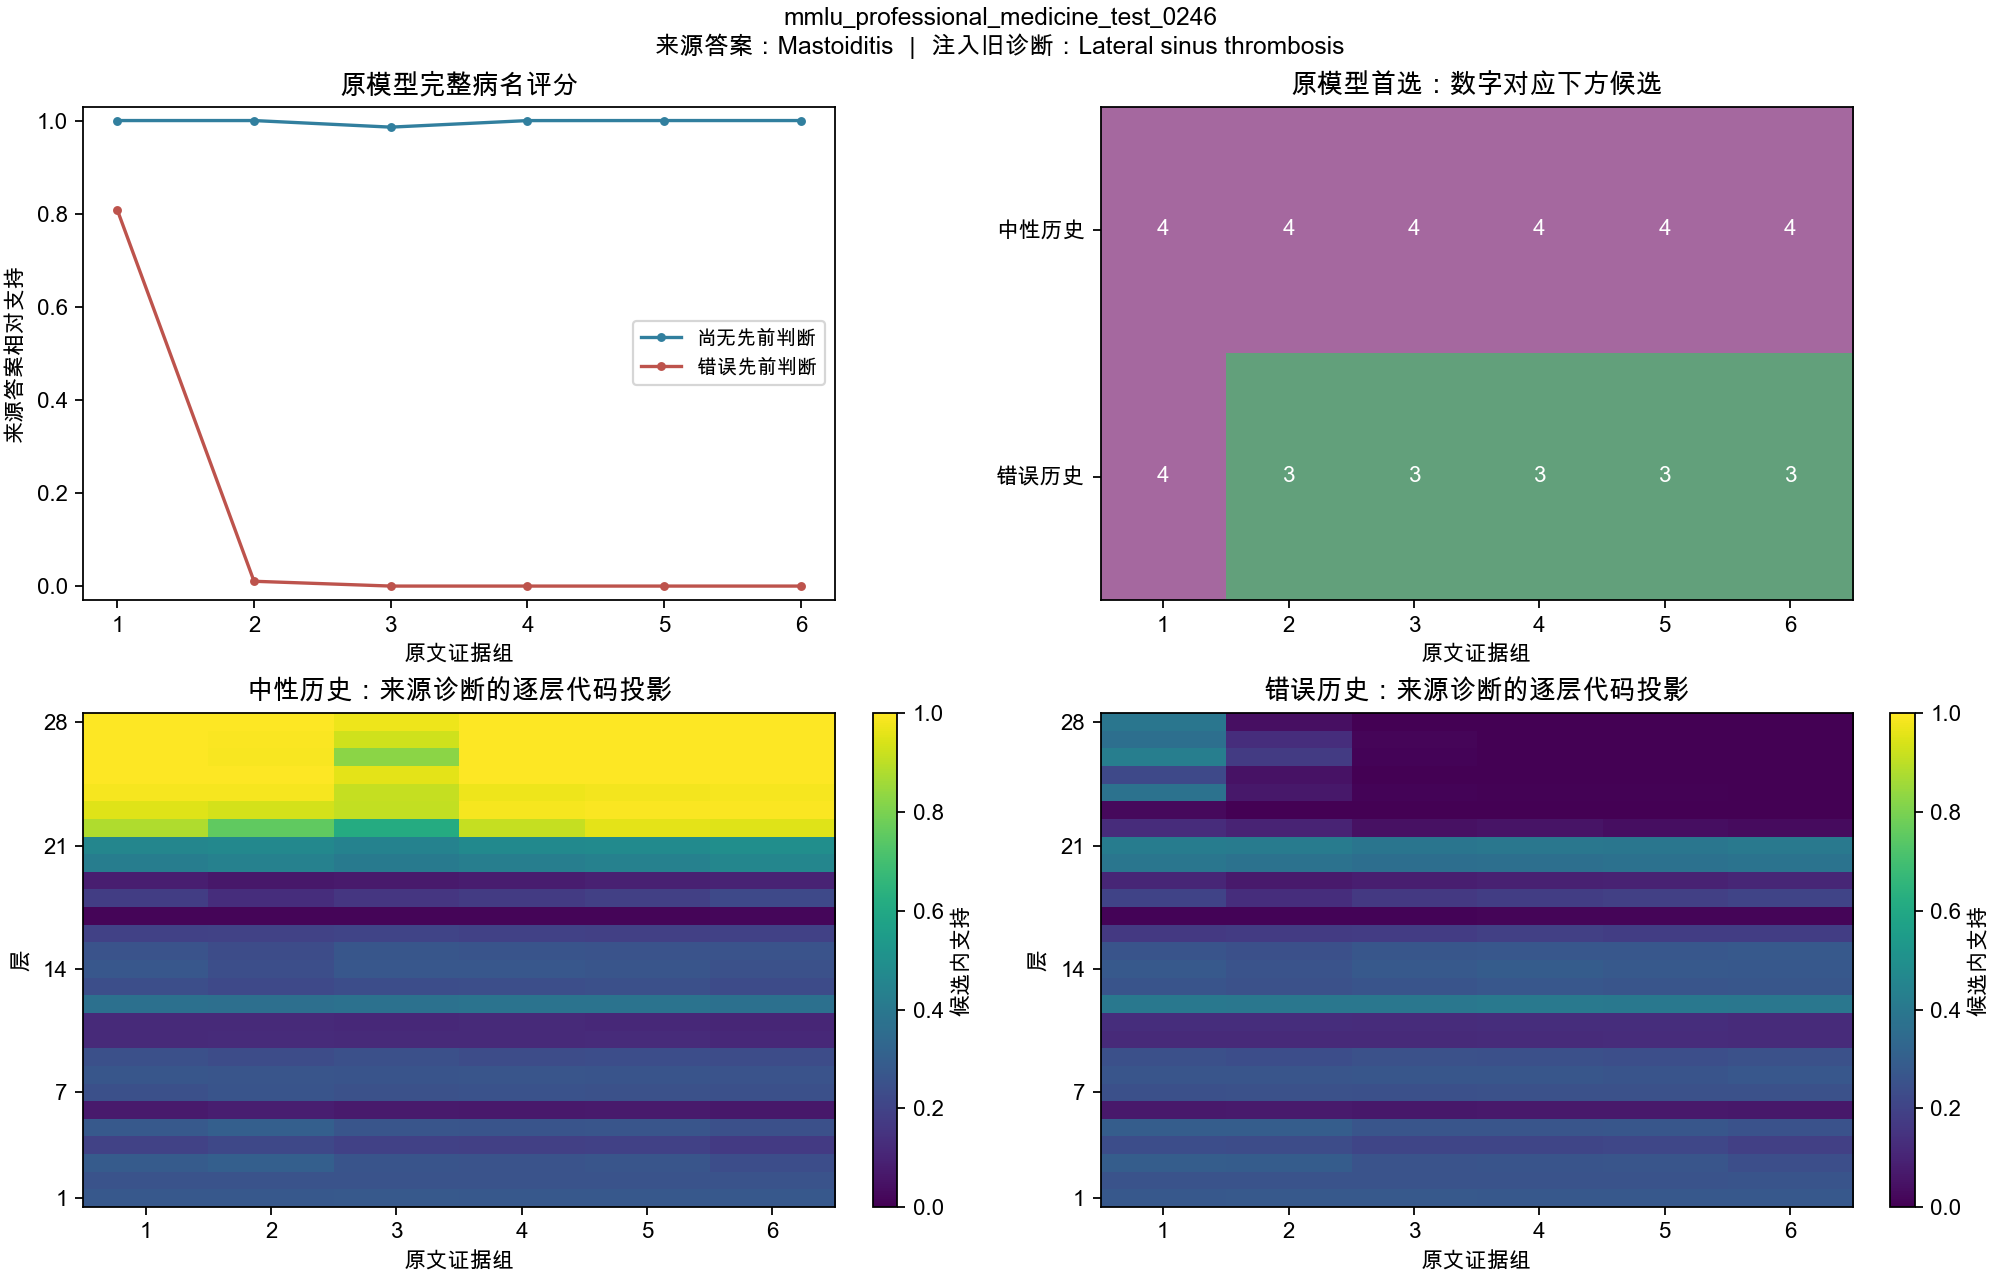 mmlu_professional_medicine_test_0246
来源答案：Mastoiditis | 注入旧诊断：Lateral sinus thrombosis
原模型完整病名评分
来源答案相对支持
1.0
0.8
0.6
0.4
0.2
0.0
尚无先前判断
错误先前判断
1 2 3 4 5 6
原文证据组
原模型首选：数字对应下方候选
中性历史
4 4 4 4 4 4
错误历史
4 3 3 3 3 3
1 2 3 4 5 6
原文证据组
中性历史：来源诊断的逐层代码投影
层
28
21
14
7
1
1 2 3 4 5 6
原文证据组
1.0
0.8
0.6
0.4
0.2
0.0
候选内支持
错误历史：来源诊断的逐层代码投影
层
28
21
14
7
1
1 2 3 4 5 6
原文证据组
1.0
0.8
0.6
0.4
0.2
0.0
候选内支持